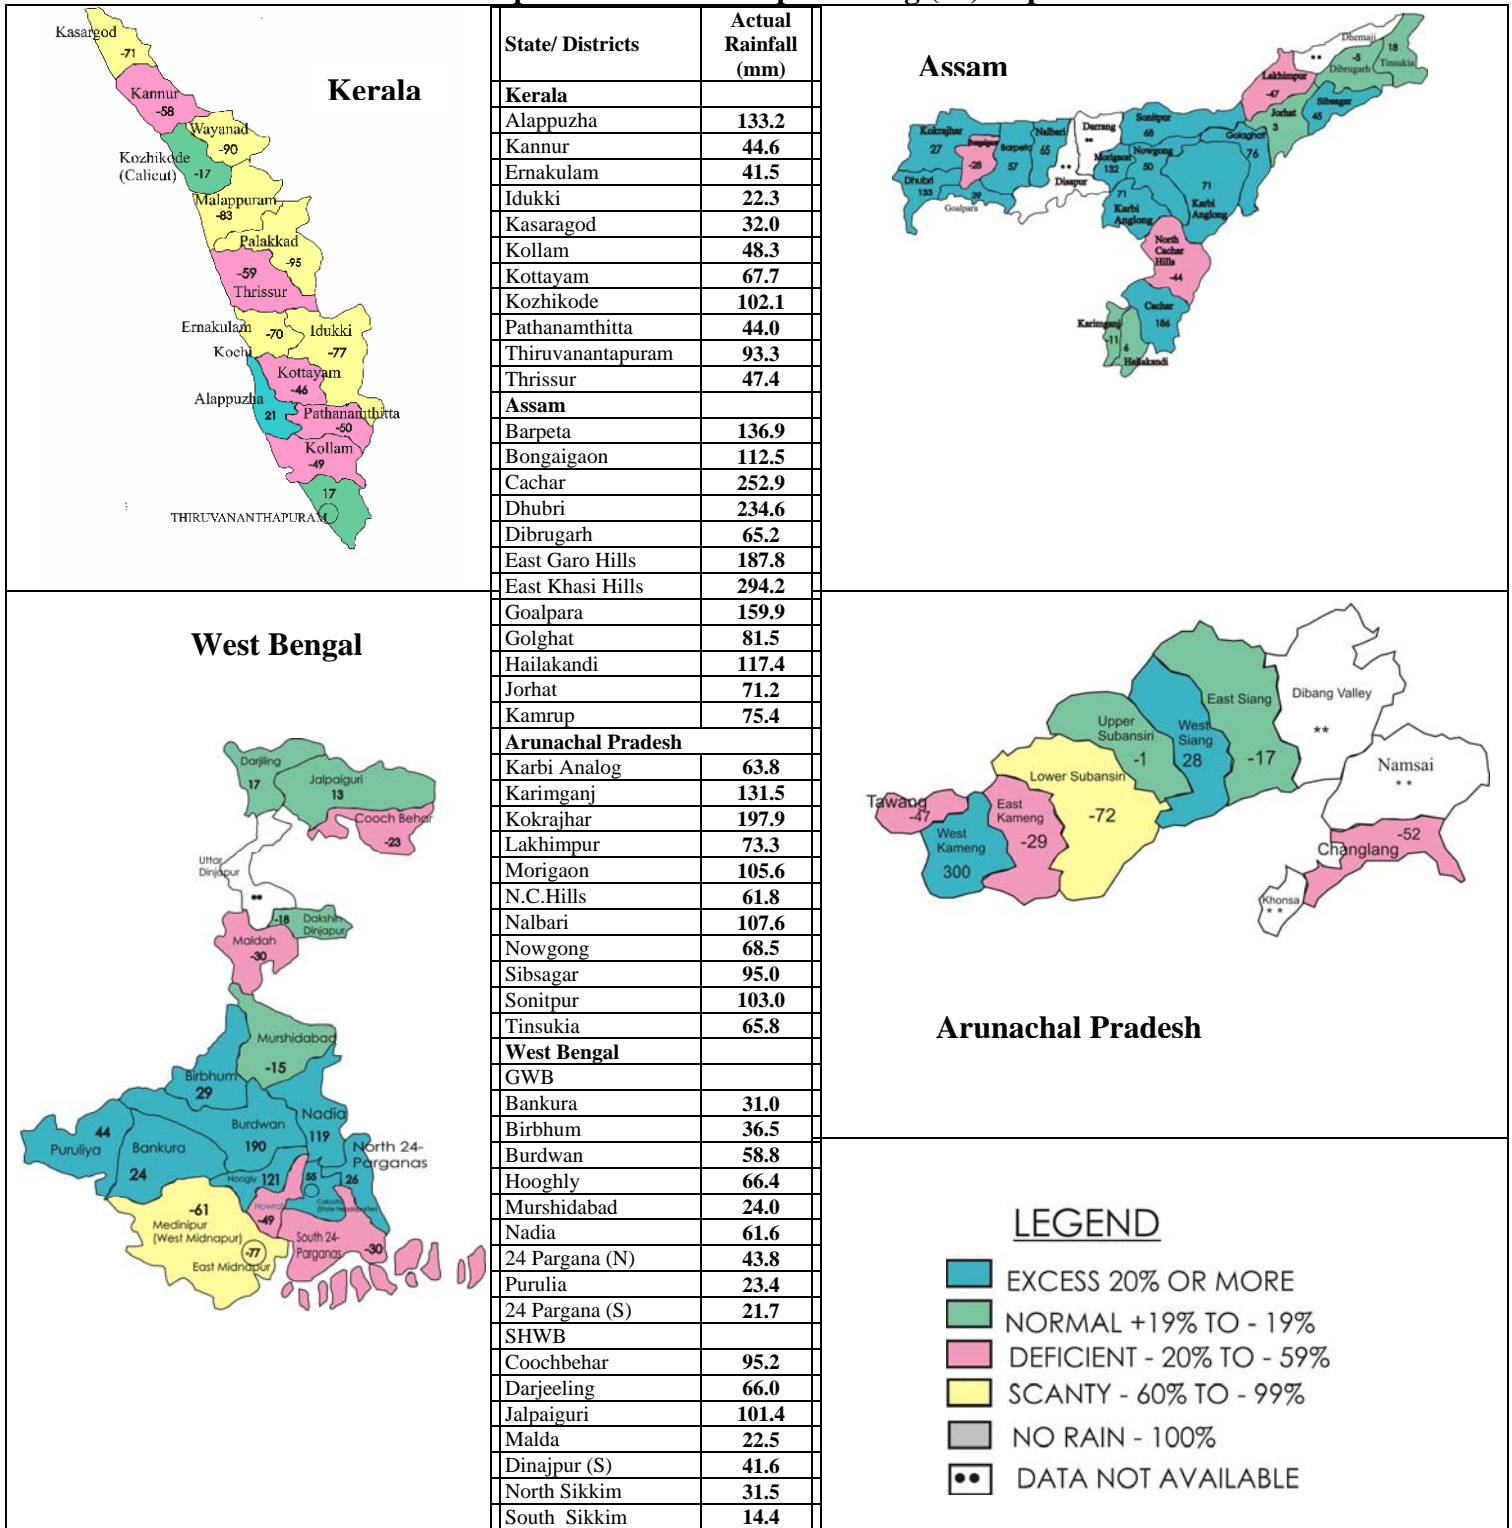 Kerala
Kasargod
-71
Kannur
-58
Wayanad
-90
Kozhikode
(Calicut)
-17
Malappuram
-83
Palakkad
-95
-59
Thrissur
Ernakulam
-70
Idukki
-77
Kochi
Kottayam
-46
Alappuzha
21
Pathanamthitta
-50
Kollam
-49
17
THIRUVANANTHAPURAM
State/ Districts Actual Rainfall (mm)
Kerala
Alappuzha 133.2
Kannur 44.6
Ernakulam 41.5
Idukki 22.3
Kasaragod 32.0
Kollam 48.3
Kottayam 67.7
Kozhikode 102.1
Pathanamthitta 44.0
Thiruvanantapuram 93.3
Thrissur 47.4
Assam
Barpeta 136.9
Bongaigaon 112.5
Cachar 252.9
Dhubri 234.6
Dibrugarh 65.2
East Garo Hills 187.8
East Khasi Hills 294.2
Goalpara 159.9
Golghat 81.5
Hailakandi 117.4
Jorhat 71.2
Kamrup 75.4
Arunachal Pradesh
Karbi Analog 63.8
Karimganj 131.5
Kokrajhar 197.9
Lakhimpur 73.3
Morigaon 105.6
N.C.Hills 61.8
Nalbari 107.6
Nowgong 68.5
Sibsagar 95.0
Sonitpur 103.0
Tinsukia 65.8
West Bengal
GWB
Bankura 31.0
Birbhum 36.5
Burdwan 58.8
Hooghly 66.4
Murshidabad 24.0
Nadia 61.6
24 Pargana (N) 43.8
Purulia 23.4
24 Pargana (S) 21.7
SHWB
Coochbehar 95.2
Darjeeling 66.0
Jalpaiguri 101.4
Malda 22.5
Dinajpur (S) 41.6
North Sikkim 31.5
South Sikkim 14.4
Assam
Dhemaji
**
-5
Dibrugarh
18
Tinsukia
Lakhimpur
-47
Sibsagar
45
Jorhat
3
Golaghat
76
Sonitpur
68
Darrang
**
Nalbari
65
Kokrajhar
27
-28
Barpeta
57
Morigaon
132
Nowgong
50
**
Dispur
Dhubri
133
39
Goalpara
71
Karbi
Anglong
71
Karbi
Anglong
North
Cachar
Hills
-44
Cachar
186
Karimganj
-11
6
Hailakandi
West Bengal
Darjiling
17
Jalpaiguri
13
Cooch Behar
-23
Uttar
Dinjapur
**
-18
Dakshin
Dinjapur
Maldah
-30
Murshidabad
-15
Birbhum
29
Nadia
119
Burdwan
190
44
Puruliya
Bankura
24
North 24-
Parganas
26
Hoogly 121
55
Calcutta
(State Headquarter)
Howrah
-49
-61
Medinipur
(West Midnapur)
-77
East Midnapur
South 24-
Parganas
-30
East Siang
-17
Dibang Valley
**
Upper
Subansiri
-1
West
Siang
28
Namsai
**
Lower Subansiri
-72
Tawang
-47
East
Kameng
-29
West
Kameng
300
-52
Changlang
Khonsa
**
Arunachal Pradesh
LEGEND
EXCESS 20% OR MORE
NORMAL +19% TO - 19%
DEFICIENT - 20% TO - 59%
SCANTY - 60% TO - 99%
NO RAIN - 100%
•• DATA NOT AVAILABLE